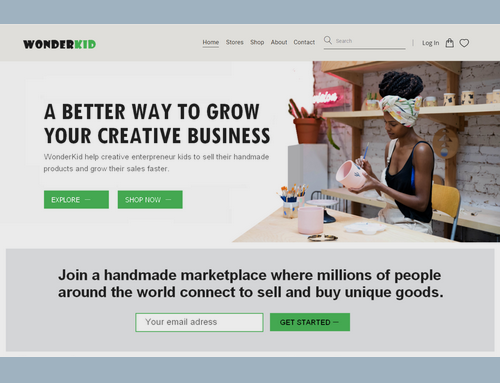 WONDERKID
Home Stores Shop About Contact Search Log In
A BETTER WAY TO GROW
YOUR CREATIVE BUSINESS
WonderKid help creative enterpreneur kids to sell their handmade
products and grow their sales faster.
EXPLORE SHOP NOW
Join a handmade marketplace where millions of people
around the world connect to sell and buy unique goods.
Your email adress GET STARTED